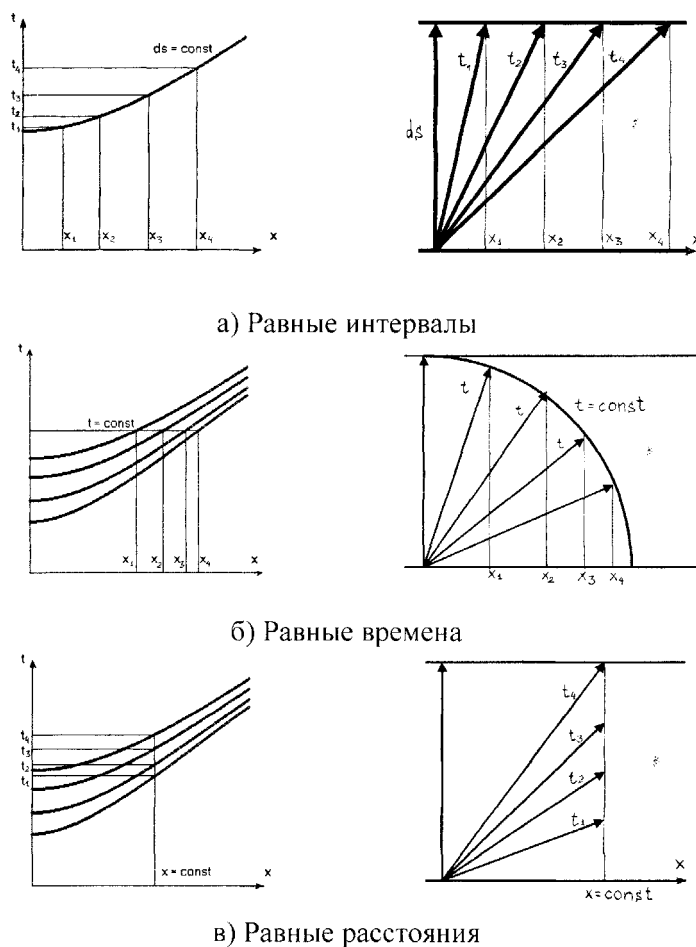 t
ds = const
t₄
t₃
t₂
t₁
x₁ x₂ x₃ x₄ x
ds t₁ t₂ t₃ t₄
x₁ x₂ x₃ x₄ x
а) Равные интервалы
t
t = const
x₁ x₂ x₃ x₄ x
t t t t = const
x₁ x₂ x₃ x₄
б) Равные времена
t
t₄
t₃
t₂
t₁
x = const x
t₄
t₃
t₂
t₁
x
x = const
в) Равные расстояния